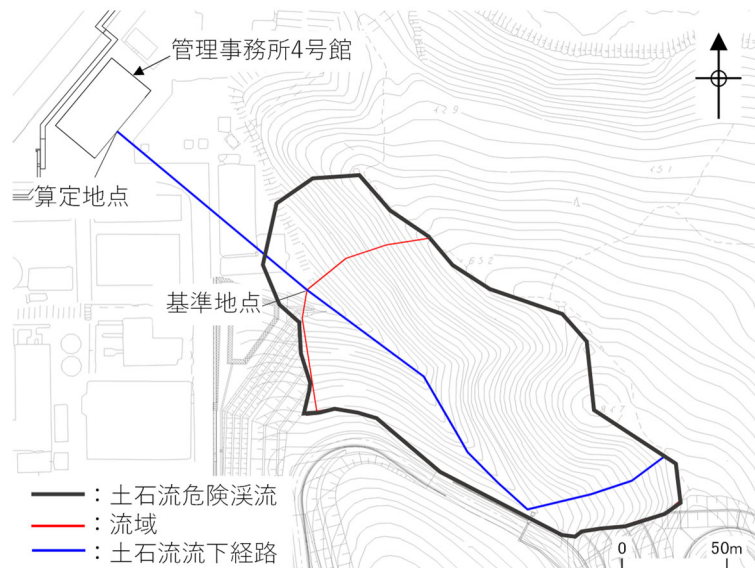 管理事務所4号館
算定地点
基準地点
━━:土石流危険渓流
━━:流域
━━:土石流流下経路
0 50m